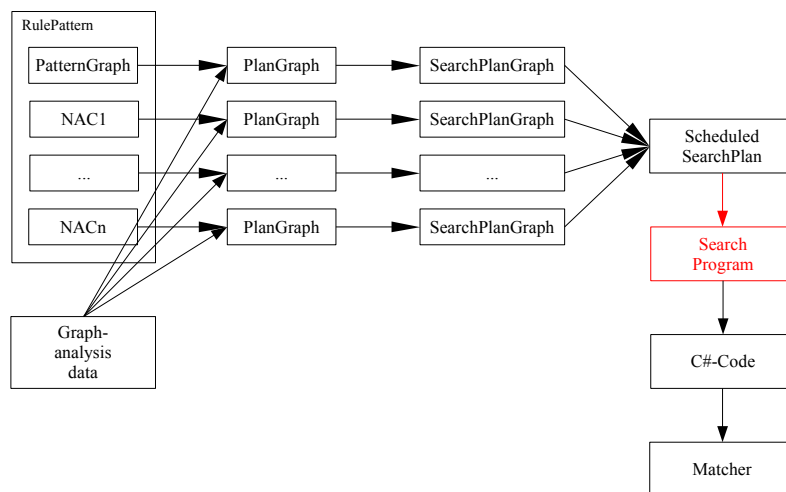 RulePattern
PatternGraph
PlanGraph
SearchPlanGraph
NAC1
PlanGraph
SearchPlanGraph
Scheduled
SearchPlan
...
...
...
NACn
PlanGraph
SearchPlanGraph
Search
Program
Graph-
analysis
data
C#-Code
Matcher